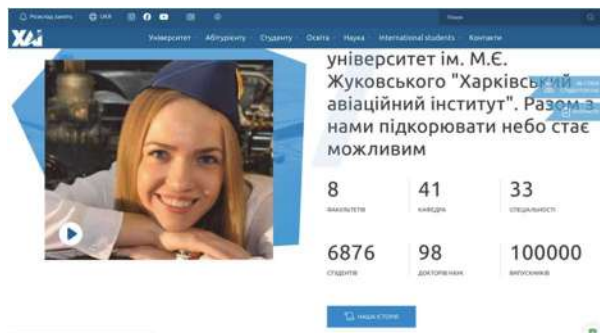 Розклад занять UKR Пошук
ХАІ
Університет Абітурієнту Студенту Освіта Наука International students Контакти
університет ім. М.Є.
Жуковського "Харківський
авіаційний інститут". Разом з
нами підкорювати небо стає
можливим
8 41 33
ФАКУЛЬТЕТІВ КАФЕДРА СПЕЦІАЛЬНОСТІ
6876 98 100000
СТУДЕНТІВ ДОКТОРІВ НАУК ВИПУСКНИКІВ
НАША ІСТОРІЯ